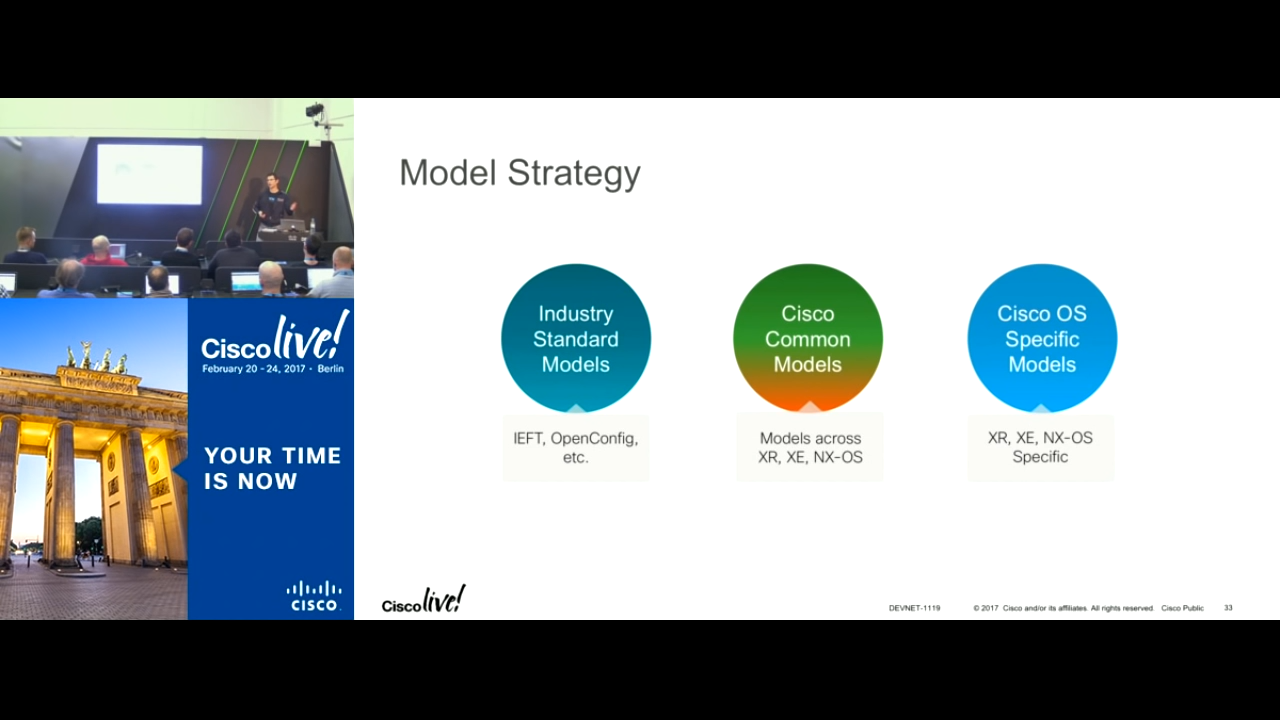 Model Strategy
Industry
Standard
Models
Cisco
Common
Models
Cisco OS
Specific
Models
IEFT, OpenConfig,
etc.
Models across
XR, XE, NX-OS
XR, XE, NX-OS
Specific
Cisco live!
February 20 - 24, 2017 • Berlin
YOUR TIME
IS NOW
CISCO
Cisco live!
DEVNET-1119
© 2017 Cisco and/or its affiliates. All rights reserved. Cisco Public
33